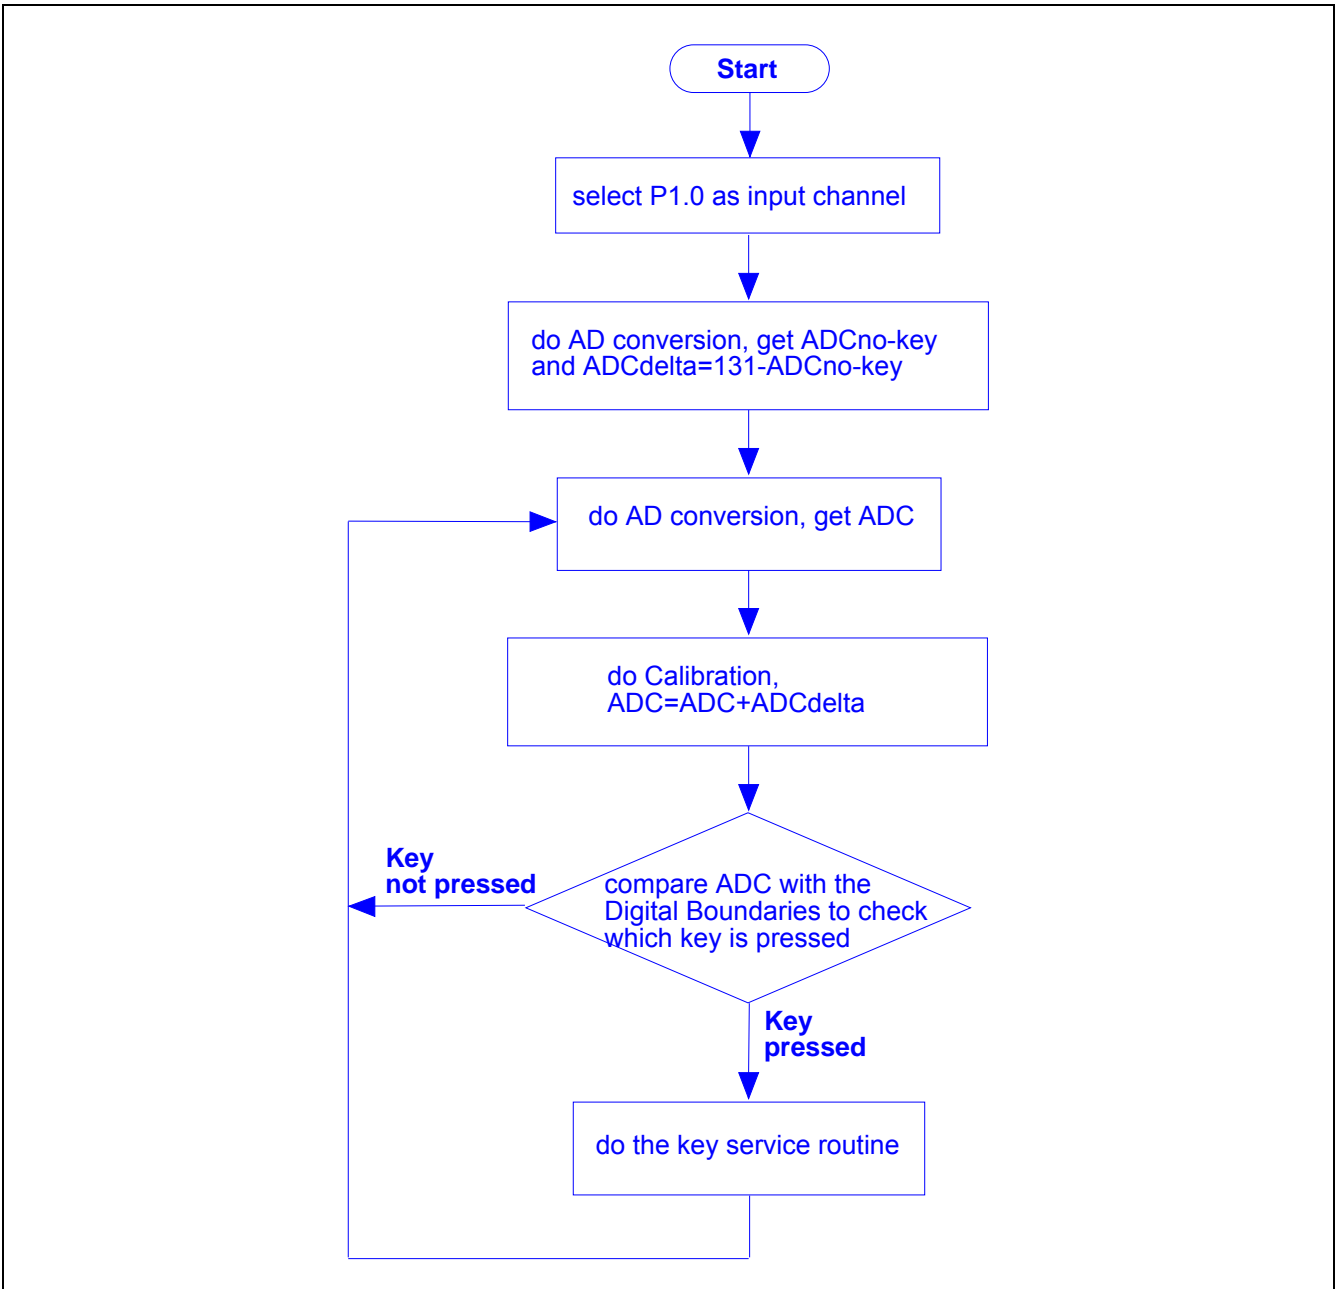 Start
select P1.0 as input channel
do AD conversion, get ADCno-key
and ADCdelta=131-ADCno-key
do AD conversion, get ADC
do Calibration,
ADC=ADC+ADCdelta
Key
not pressed
compare ADC with the
Digital Boundaries to check
which key is pressed
Key
pressed
do the key service routine